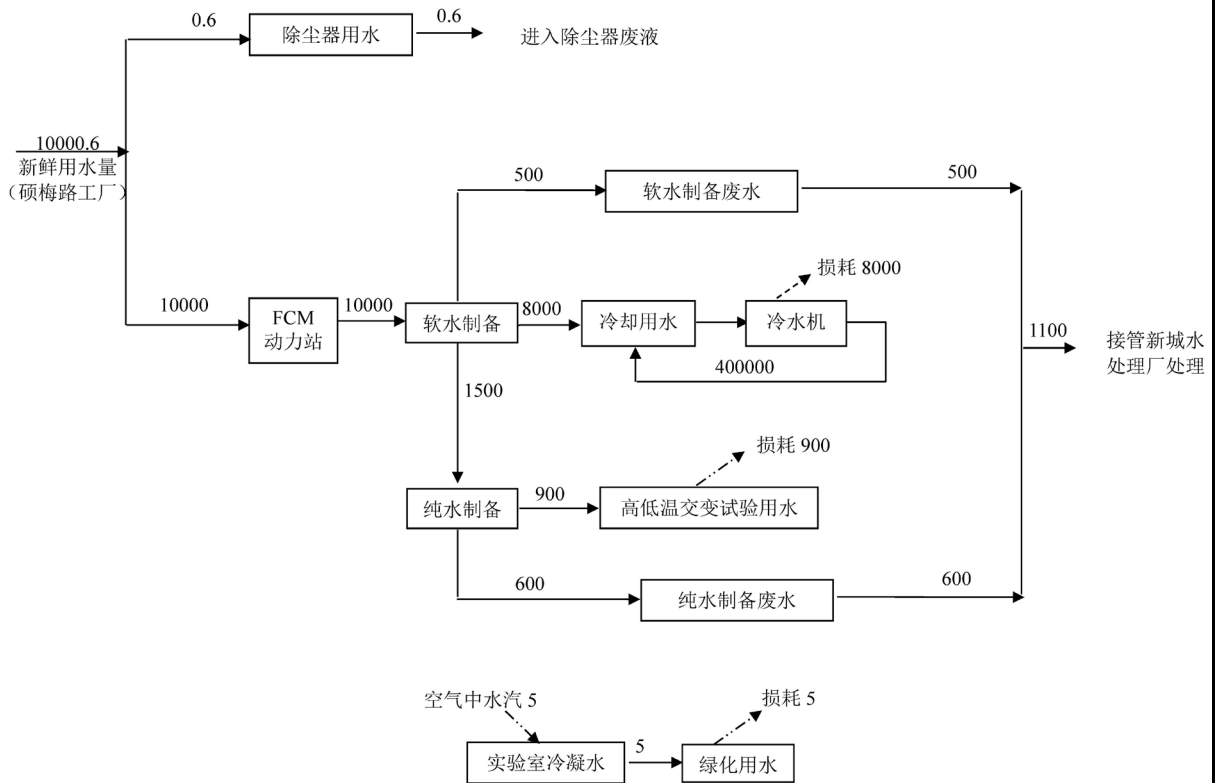 0.6
除尘器用水
0.6
进入除尘器废液
10000.6
新鲜用水量
（硕梅路工厂）
500
软水制备废水
500
损耗 8000
10000
FCM
动力站
10000
软水制备
8000
冷却用水
冷水机
400000
1100
接管新城水
处理厂处理
1500
损耗 900
纯水制备
900
高低温交变试验用水
600
纯水制备废水
600
空气中水汽 5
损耗 5
实验室冷凝水
5
绿化用水